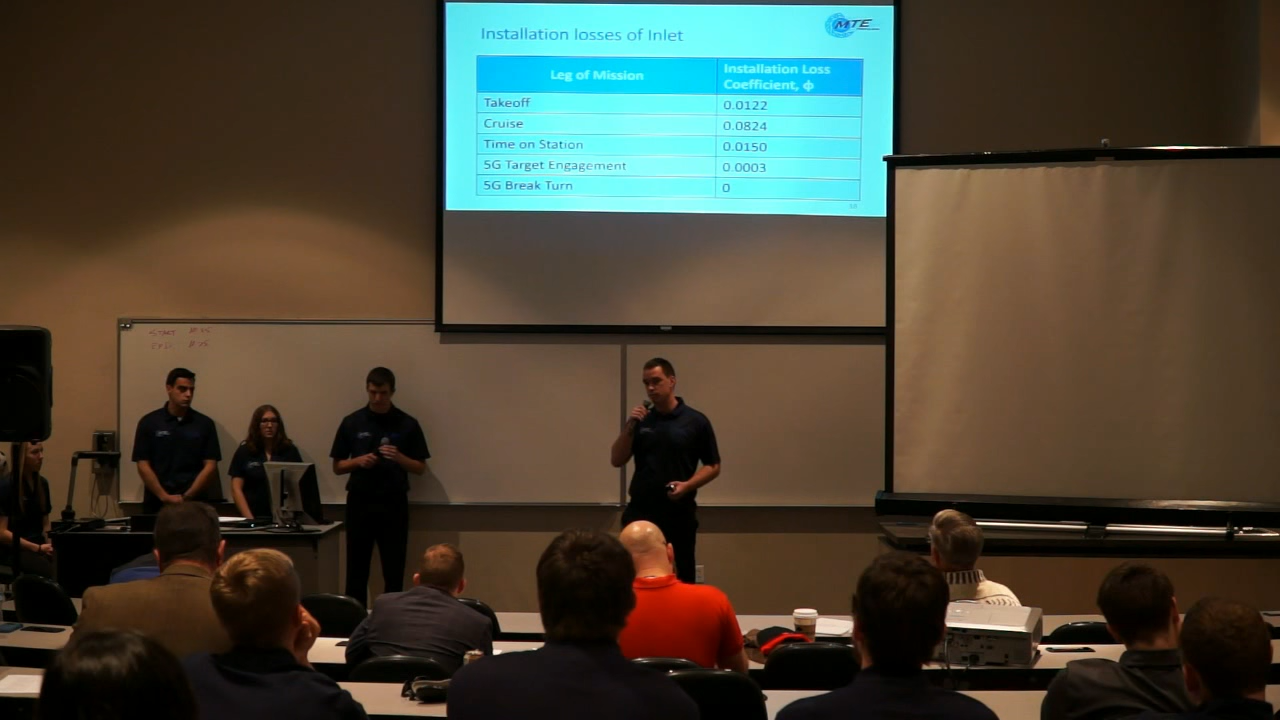 Installation losses of Inlet
MTE
Leg of Mission
Installation Loss
Coefficient, ϕ
Takeoff
0.0122
Cruise
0.0824
Time on Station
0.0150
5G Target Engagement
0.0003
5G Break Turn
0
START